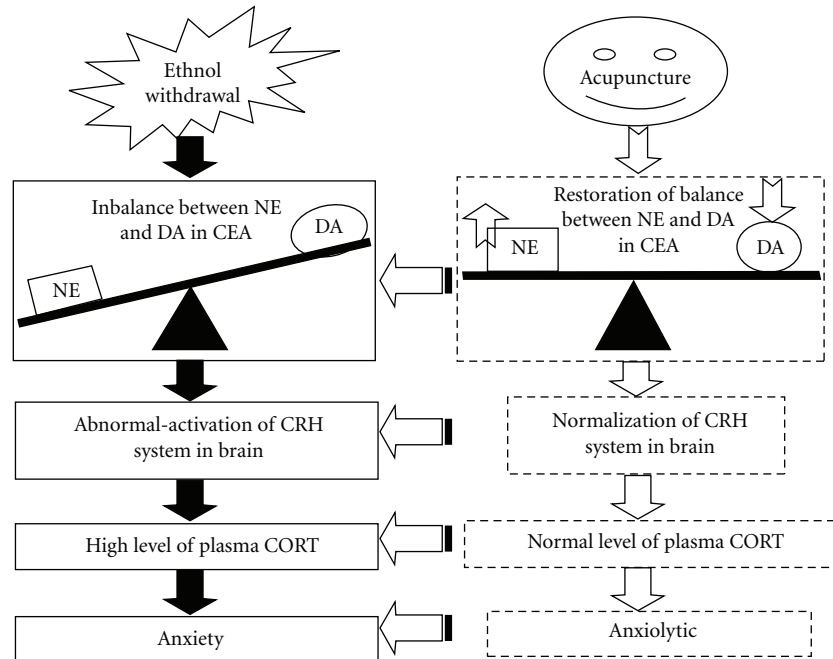 Ethnol
withdrawal
Acupuncture
Inbalance between NE
and DA in CEA
DA
NE
Restoration of balance
between NE and DA
in CEA
NE
DA
Abnormal-activation of CRH
system in brain
Normalization of CRH
system in brain
High level of plasma CORT
Normal level of plasma CORT
Anxiety
Anxiolytic